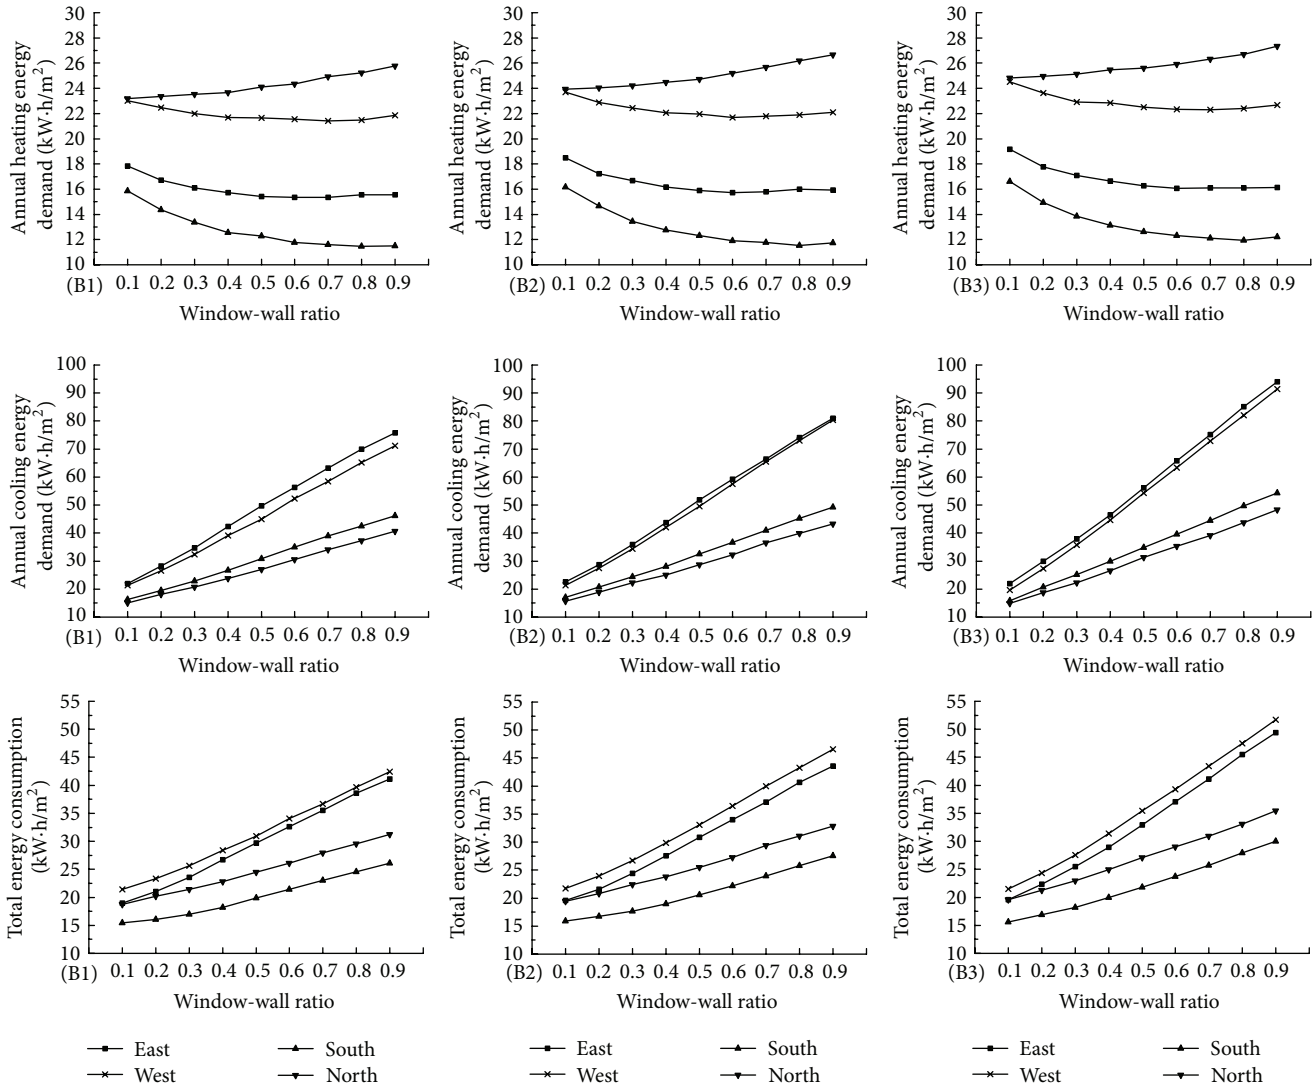 Annual heating energy
demand (kW·h/m²)
30
28
26
24
22
20
18
16
14
12
10
(B1) 0.1 0.2 0.3 0.4 0.5 0.6 0.7 0.8 0.9
Window-wall ratio
Annual heating energy
demand (kW·h/m²)
30
28
26
24
22
20
18
16
14
12
10
(B2) 0.1 0.2 0.3 0.4 0.5 0.6 0.7 0.8 0.9
Window-wall ratio
Annual heating energy
demand (kW·h/m²)
30
28
26
24
22
20
18
16
14
12
10
(B3) 0.1 0.2 0.3 0.4 0.5 0.6 0.7 0.8 0.9
Window-wall ratio
Annual cooling energy
demand (kW·h/m²)
100
90
80
70
60
50
40
30
20
10
(B1) 0.1 0.2 0.3 0.4 0.5 0.6 0.7 0.8 0.9
Window-wall ratio
Annual cooling energy
demand (kW·h/m²)
100
90
80
70
60
50
40
30
20
10
(B2) 0.1 0.2 0.3 0.4 0.5 0.6 0.7 0.8 0.9
Window-wall ratio
Annual cooling energy
demand (kW·h/m²)
100
90
80
70
60
50
40
30
20
10
(B3) 0.1 0.2 0.3 0.4 0.5 0.6 0.7 0.8 0.9
Window-wall ratio
Total energy consumption
(kW·h/m²)
55
50
45
40
35
30
25
20
15
10
(B1) 0.1 0.2 0.3 0.4 0.5 0.6 0.7 0.8 0.9
Window-wall ratio
Total energy consumption
(kW·h/m²)
55
50
45
40
35
30
25
20
15
10
(B2) 0.1 0.2 0.3 0.4 0.5 0.6 0.7 0.8 0.9
Window-wall ratio
Total energy consumption
(kW·h/m²)
55
50
45
40
35
30
25
20
15
10
(B3) 0.1 0.2 0.3 0.4 0.5 0.6 0.7 0.8 0.9
Window-wall ratio
East South
West North
East South
West North
East South
West North